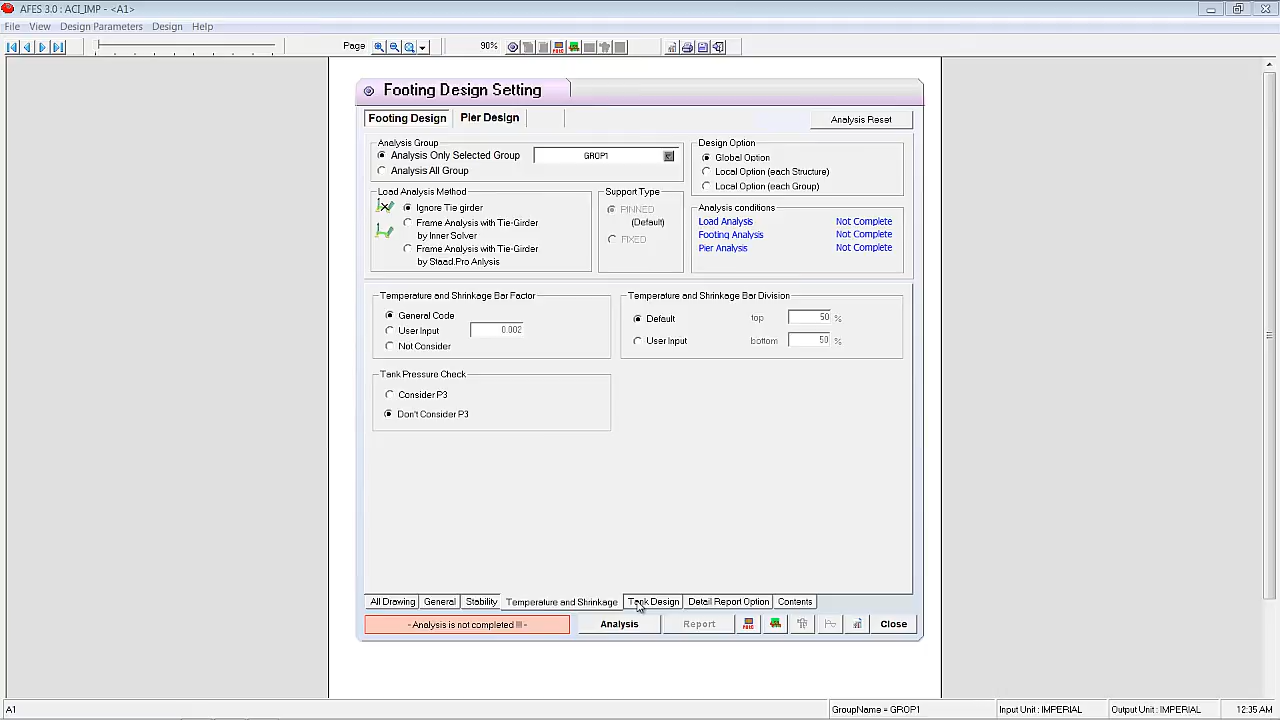 AFES 3.0 : ACI_IMP - <A1>
File View Design Parameters Design Help
Page 90%
Footing Design Setting
Footing Design Pier Design Analysis Reset
Analysis Group
Analysis Only Selected Group GROP1
Analysis All Group
Design Option
Global Option
Local Option (each Structure)
Local Option (each Group)
Load Analysis Method
Ignore Tie girder
Frame Analysis with Tie-Girder
by Inner Solver
Frame Analysis with Tie-Girder
by Staad.Pro Anlysis
Support Type
PINNED
(Default)
FIXED
Analysis conditions
Load Analysis Not Complete
Footing Analysis Not Complete
Pier Analysis Not Complete
Temperature and Shrinkage Bar Factor
General Code
User Input 0.002
Not Consider
Temperature and Shrinkage Bar Division
Default top 50 %
User Input bottom 50 %
Tank Pressure Check
Consider P3
Don't Consider P3
All Drawing General Stability Temperature and Shrinkage Tank Design Detail Report Option Contents
- Analysis is not completed !! - Analysis Report Close
A1 GroupName = GROP1 Input Unit : IMPERIAL Output Unit : IMPERIAL 12:35 AM